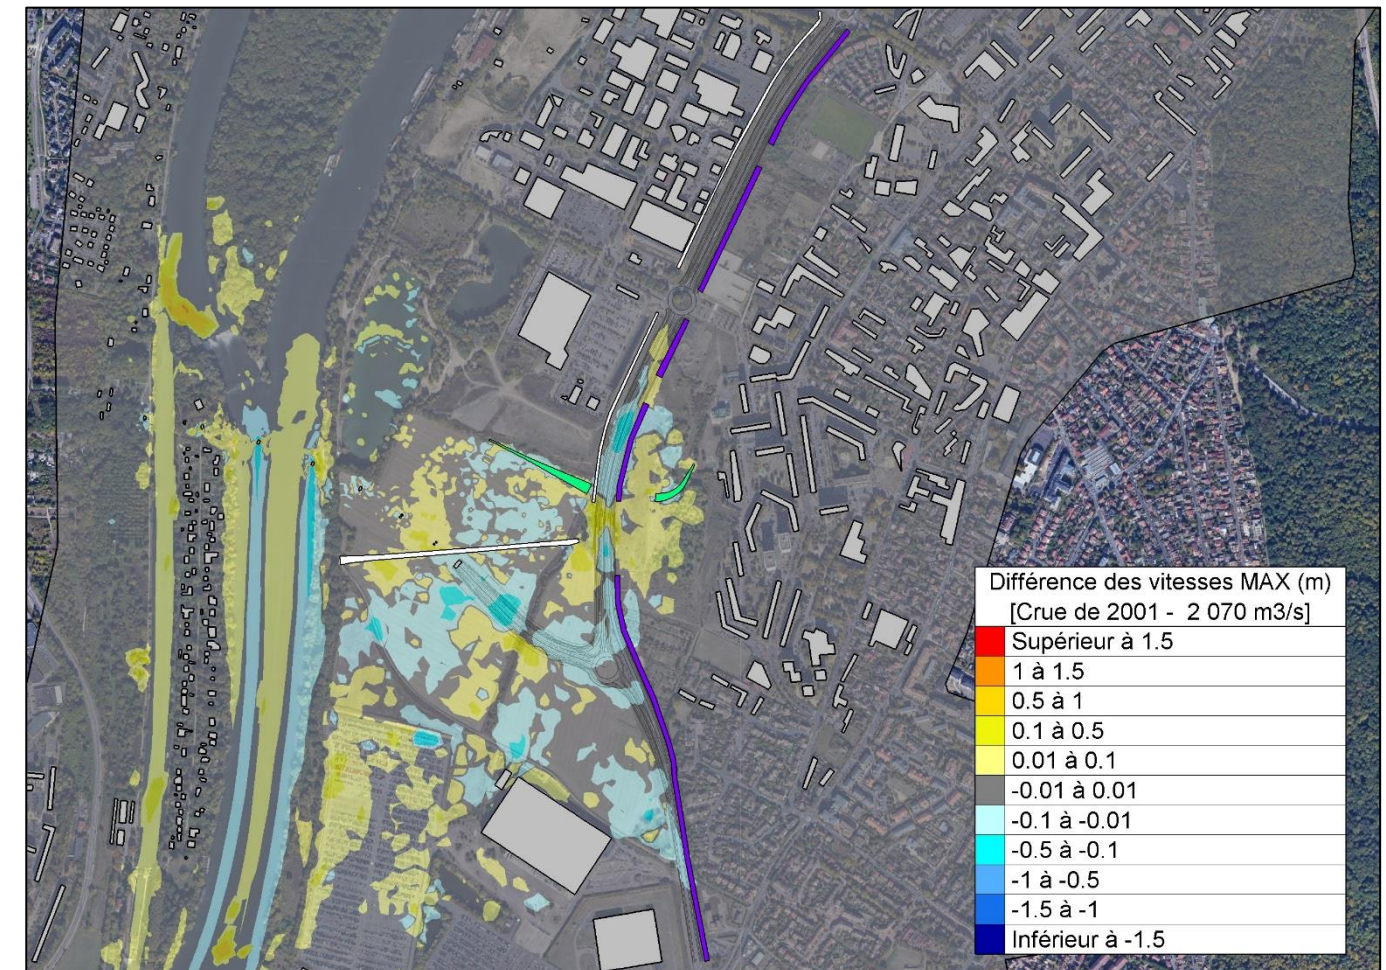 Différence des vitesses MAX (m)
[Crue de 2001 - 2 070 m3/s]
Supérieur à 1.5
1 à 1.5
0.5 à 1
0.1 à 0.5
0.01 à 0.1
-0.01 à 0.01
-0.1 à -0.01
-0.5 à -0.1
-1 à -0.5
-1.5 à -1
Inférieur à -1.5